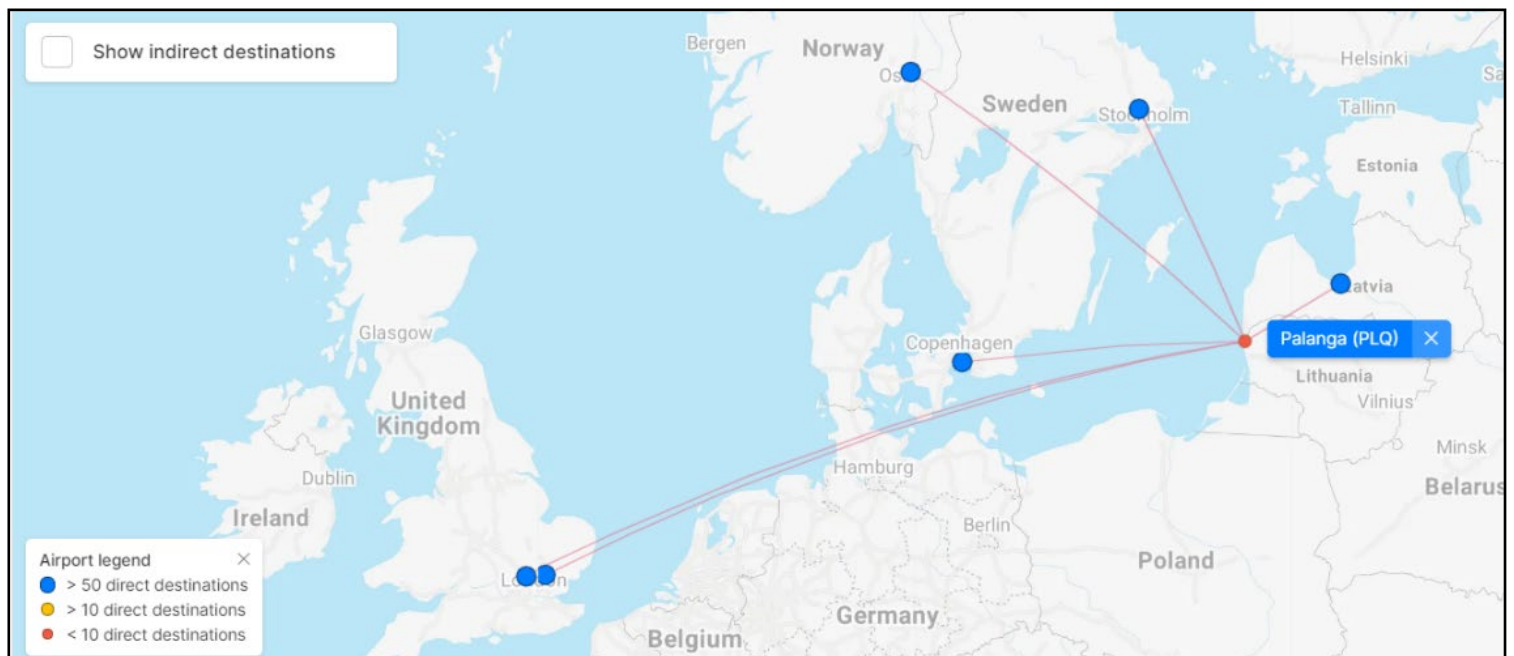 Show indirect destinations
Bergen
Norway
Helsinki
Sweden
Stockholm
Tallinn
Estonia
Latvia
Glasgow
Copenhagen
Palanga (PLQ)
Lithuania
Vilnius
United
Kingdom
Minsk
Hamburg
Dublin
Belarus
Ireland
Berlin
Poland
London
Germany
Belgium
Airport legend
> 50 direct destinations
> 10 direct destinations
< 10 direct destinations